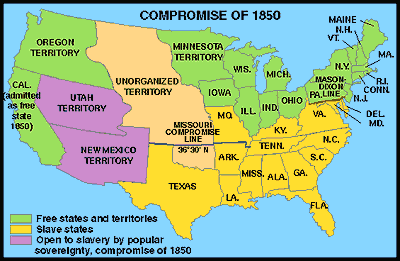 COMPROMISE OF 1850
OREGON
TERRITORY
MINNESOTA
TERRITORY
MAINE
N.H.
VT.
MA.
N.Y.
R.I.
CONN.
N.J.
DEL.
MD.
MASON-
DIXON
LINE
PA.
WIS.
MICH.
UNORGANIZED
TERRITORY
IOWA
ILL.
IND.
OHIO
CAL.
(admitted
as free
state
1850)
UTAH
TERRITORY
MISSOURI
COMPROMISE
LINE
36°30' N
MO.
KY.
VA.
NEW MEXICO
TERRITORY
ARK.
TENN.
N.C.
S.C.
TEXAS
LA.
MISS.
ALA.
GA.
FLA.
Free states and territories
Slave states
Open to slavery by popular
sovereignty, compromise of 1850